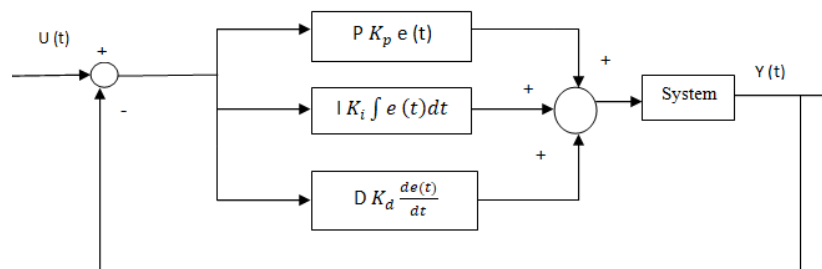 U (t)
+
-
P K_p e (t)
I K_i ∫ e (t)dt
D K_d de(t)/dt
+
+
+
System
Y (t)